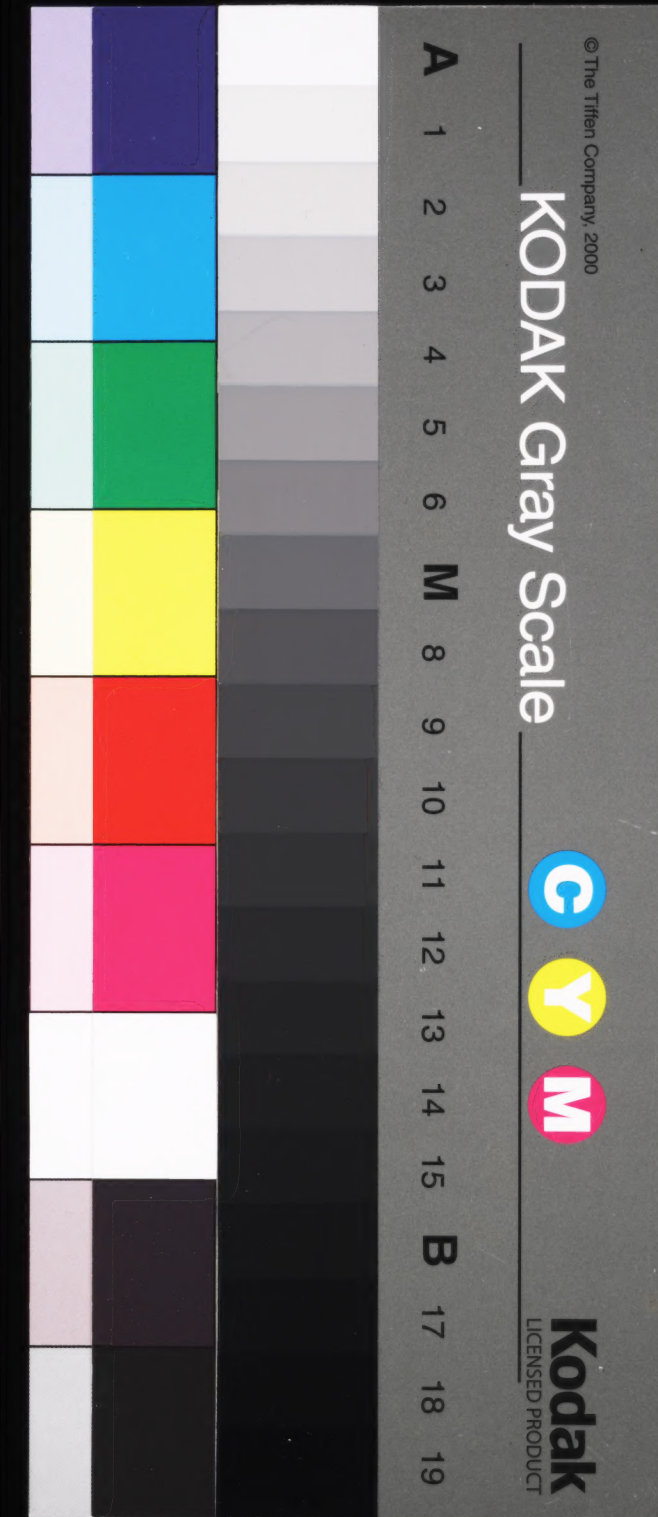 © The Tiffen Company, 2000
KODAK Gray Scale
C Y M
Kodak
LICENSED PRODUCT
A 1 2 3 4 5 6 M 8 9 10 11 12 13 14 15 B 17 18 19